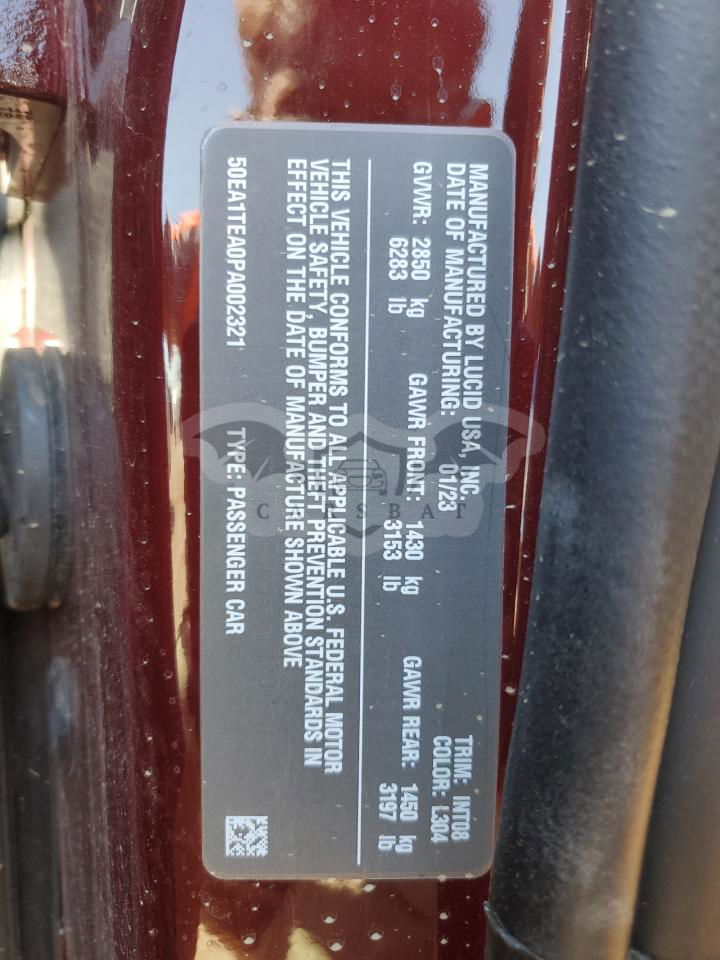 MANUFACTURED BY LUCID USA, INC.
DATE OF MANUFACTURING: 01/23
TRIM: INT08
COLOR: L304
GVWR: 2850 kg GAWR FRONT: 1430 kg GAWR REAR: 1450 kg
6283 lb 3153 lb 3197 lb
THIS VEHICLE CONFORMS TO ALL APPLICABLE U.S. FEDERAL MOTOR
VEHICLE SAFETY, BUMPER AND THEFT PREVENTION STANDARDS IN
EFFECT ON THE DATE OF MANUFACTURE SHOWN ABOVE
50EA1TEA0PA002321 TYPE: PASSENGER CAR
CARSBAT